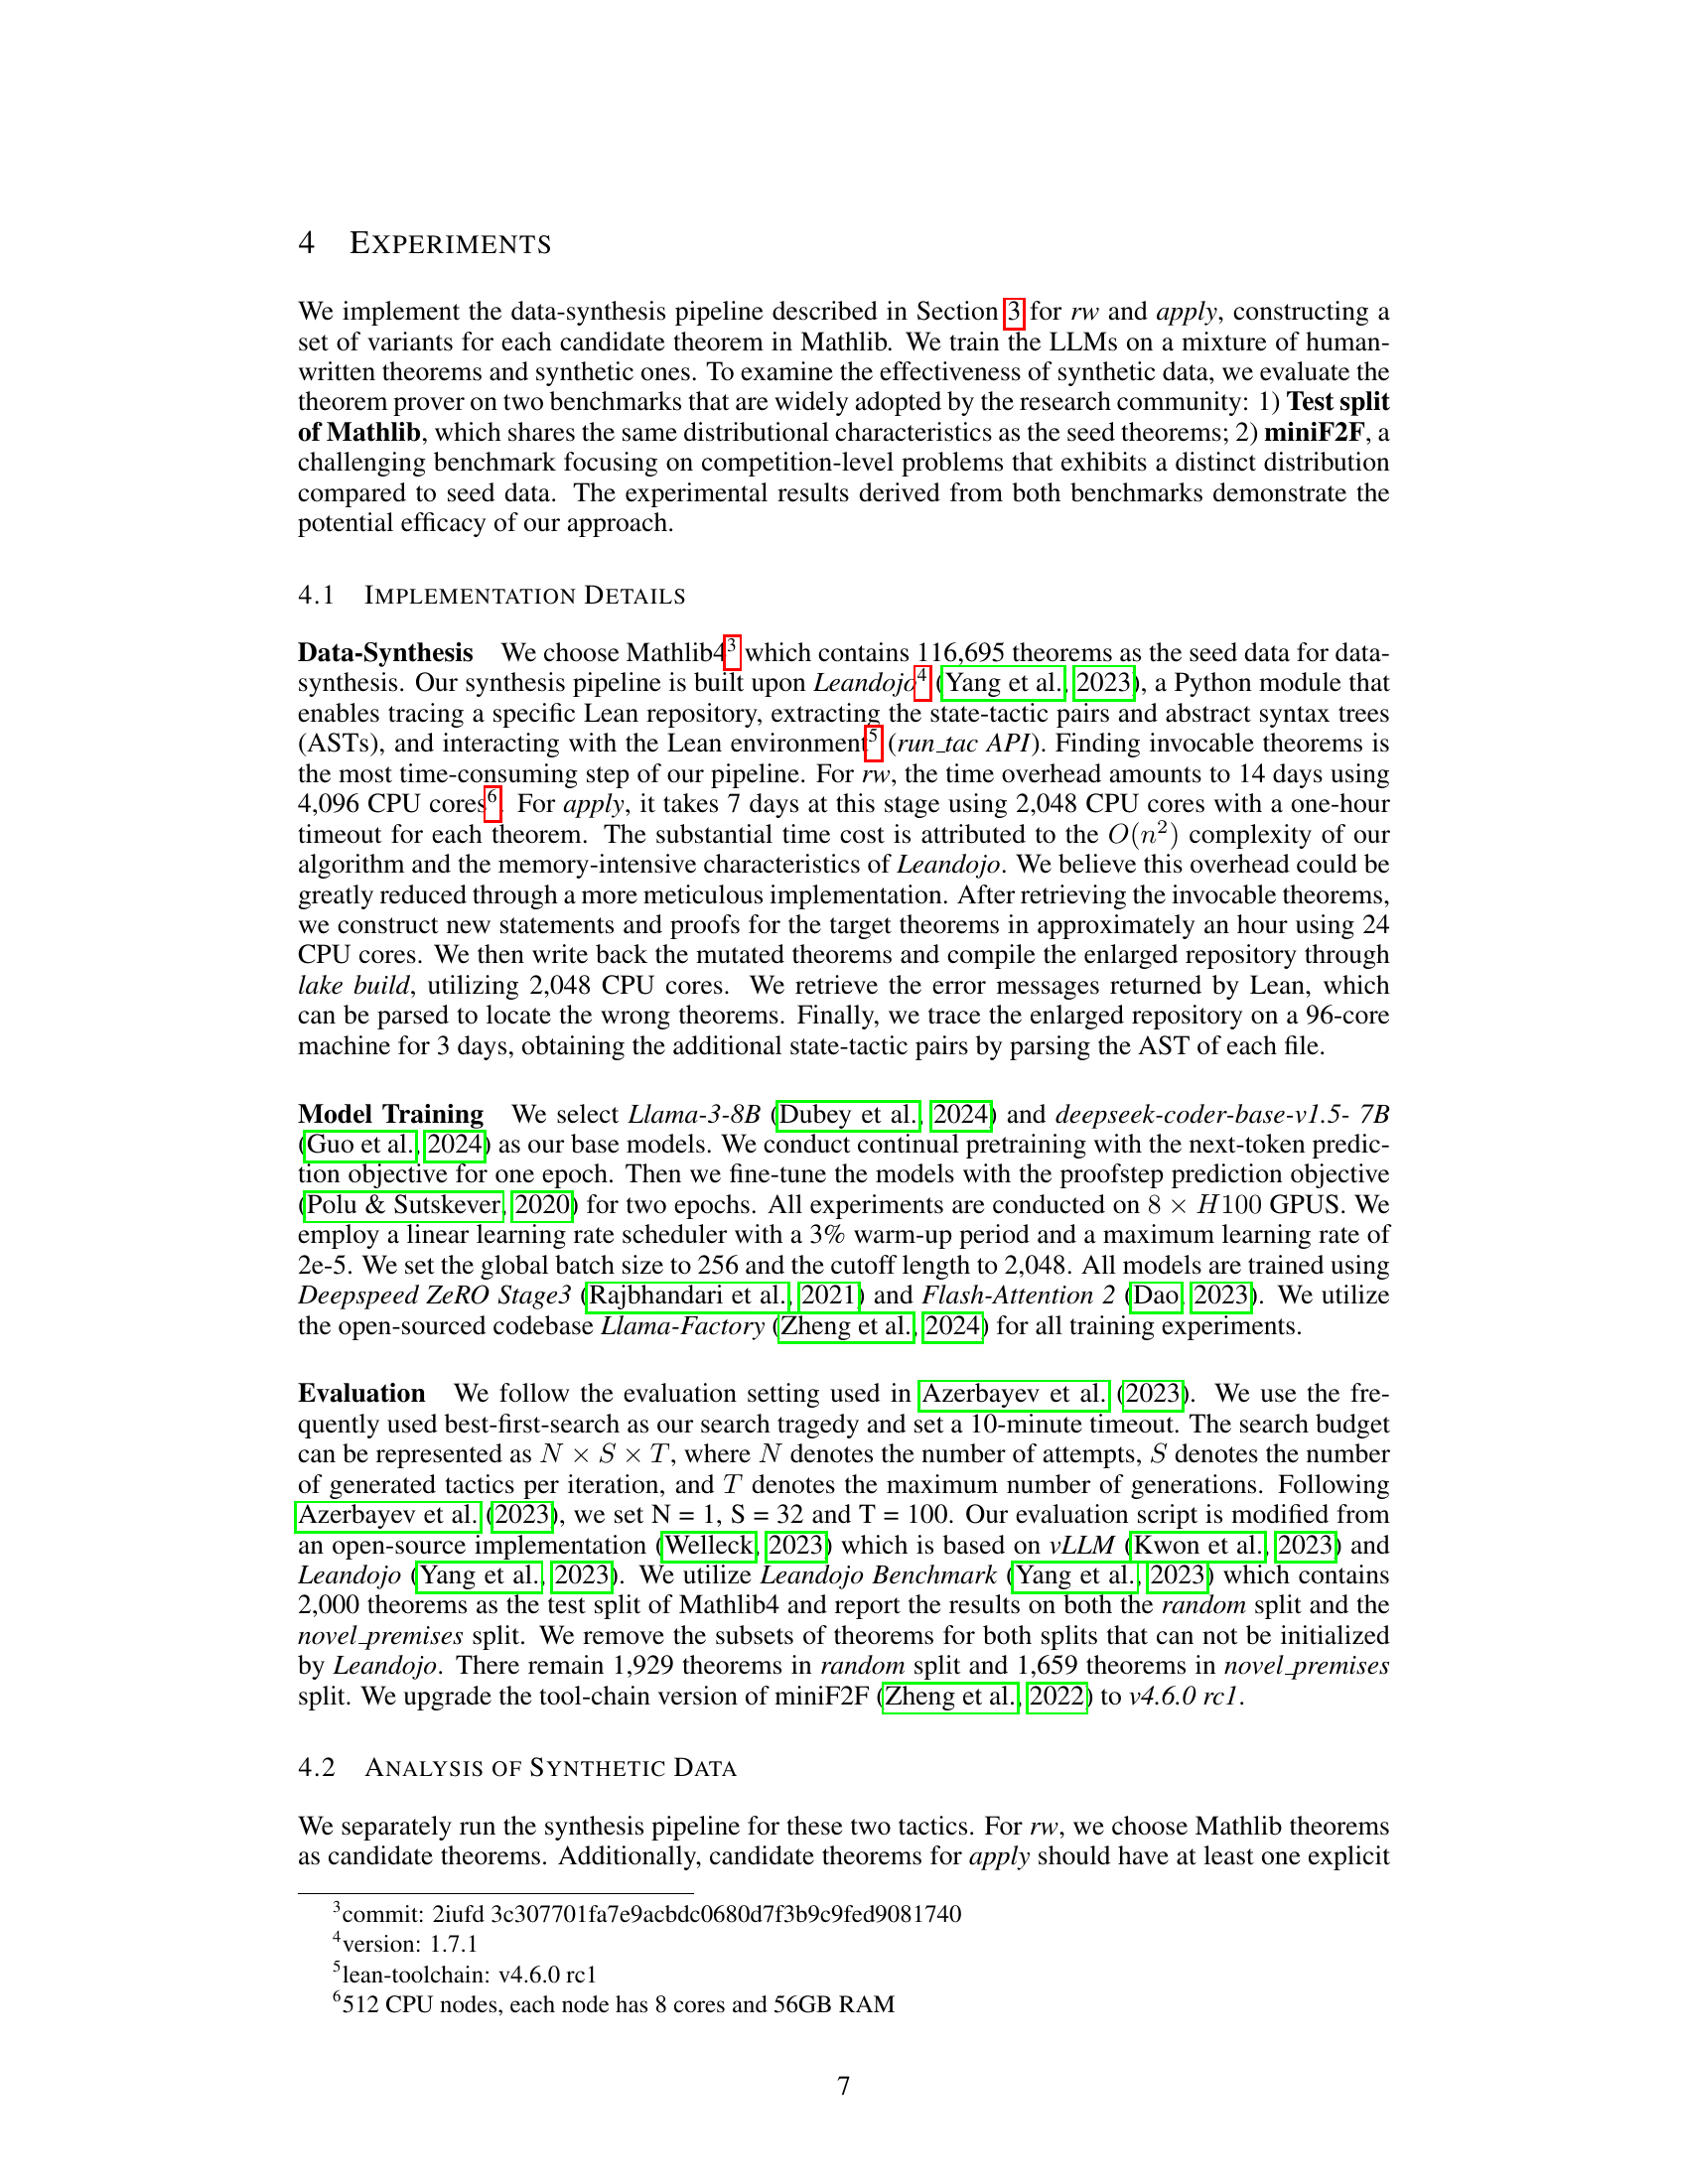 4 EXPERIMENTS
We implement the data-synthesis pipeline described in Section 3 for rw and apply, constructing a
set of variants for each candidate theorem in Mathlib. We train the LLMs on a mixture of human-
written theorems and synthetic ones. To examine the effectiveness of synthetic data, we evaluate the
theorem prover on two benchmarks that are widely adopted by the research community: 1) Test split
of Mathlib, which shares the same distributional characteristics as the seed theorems; 2) miniF2F, a
challenging benchmark focusing on competition-level problems that exhibits a distinct distribution
compared to seed data. The experimental results derived from both benchmarks demonstrate the
potential efficacy of our approach.
4.1 IMPLEMENTATION DETAILS
Data-Synthesis We choose Mathlib4³ which contains 116,695 theorems as the seed data for data-
synthesis. Our synthesis pipeline is built upon Leandojo⁴ (Yang et al., 2023), a Python module that
enables tracing a specific Lean repository, extracting the state-tactic pairs and abstract syntax trees
(ASTs), and interacting with the Lean environment⁵ (run_tac API). Finding invocable theorems is
the most time-consuming step of our pipeline. For rw, the time overhead amounts to 14 days using
4,096 CPU cores⁶. For apply, it takes 7 days at this stage using 2,048 CPU cores with a one-hour
timeout for each theorem. The substantial time cost is attributed to the O(n²) complexity of our
algorithm and the memory-intensive characteristics of Leandojo. We believe this overhead could be
greatly reduced through a more meticulous implementation. After retrieving the invocable theorems,
we construct new statements and proofs for the target theorems in approximately an hour using 24
CPU cores. We then write back the mutated theorems and compile the enlarged repository through
lake build, utilizing 2,048 CPU cores. We retrieve the error messages returned by Lean, which
can be parsed to locate the wrong theorems. Finally, we trace the enlarged repository on a 96-core
machine for 3 days, obtaining the additional state-tactic pairs by parsing the AST of each file.
Model Training We select Llama-3-8B (Dubey et al., 2024) and deepseek-coder-base-v1.5- 7B
(Guo et al., 2024) as our base models. We conduct continual pretraining with the next-token predic-
tion objective for one epoch. Then we fine-tune the models with the proofstep prediction objective
(Polu & Sutskever, 2020) for two epochs. All experiments are conducted on 8 × H100 GPUS. We
employ a linear learning rate scheduler with a 3% warm-up period and a maximum learning rate of
2e-5. We set the global batch size to 256 and the cutoff length to 2,048. All models are trained using
Deepspeed ZeRO Stage3 (Rajbhandari et al., 2021) and Flash-Attention 2 (Dao, 2023). We utilize
the open-sourced codebase Llama-Factory (Zheng et al., 2024) for all training experiments.
Evaluation We follow the evaluation setting used in Azerbayev et al. (2023). We use the fre-
quently used best-first-search as our search tragedy and set a 10-minute timeout. The search budget
can be represented as N × S × T, where N denotes the number of attempts, S denotes the number
of generated tactics per iteration, and T denotes the maximum number of generations. Following
Azerbayev et al. (2023), we set N = 1, S = 32 and T = 100. Our evaluation script is modified from
an open-source implementation (Welleck, 2023) which is based on vLLM (Kwon et al., 2023) and
Leandojo (Yang et al., 2023). We utilize Leandojo Benchmark (Yang et al., 2023) which contains
2,000 theorems as the test split of Mathlib4 and report the results on both the random split and the
novel_premises split. We remove the subsets of theorems for both splits that can not be initialized
by Leandojo. There remain 1,929 theorems in random split and 1,659 theorems in novel_premises
split. We upgrade the tool-chain version of miniF2F (Zheng et al., 2022) to v4.6.0 rc1.
4.2 ANALYSIS OF SYNTHETIC DATA
We separately run the synthesis pipeline for these two tactics. For rw, we choose Mathlib theorems
as candidate theorems. Additionally, candidate theorems for apply should have at least one explicit
³commit: 2iufd 3c307701fa7e9acbdc0680d7f3b9c9fed9081740
⁴version: 1.7.1
⁵lean-toolchain: v4.6.0 rc1
⁶512 CPU nodes, each node has 8 cores and 56GB RAM
7